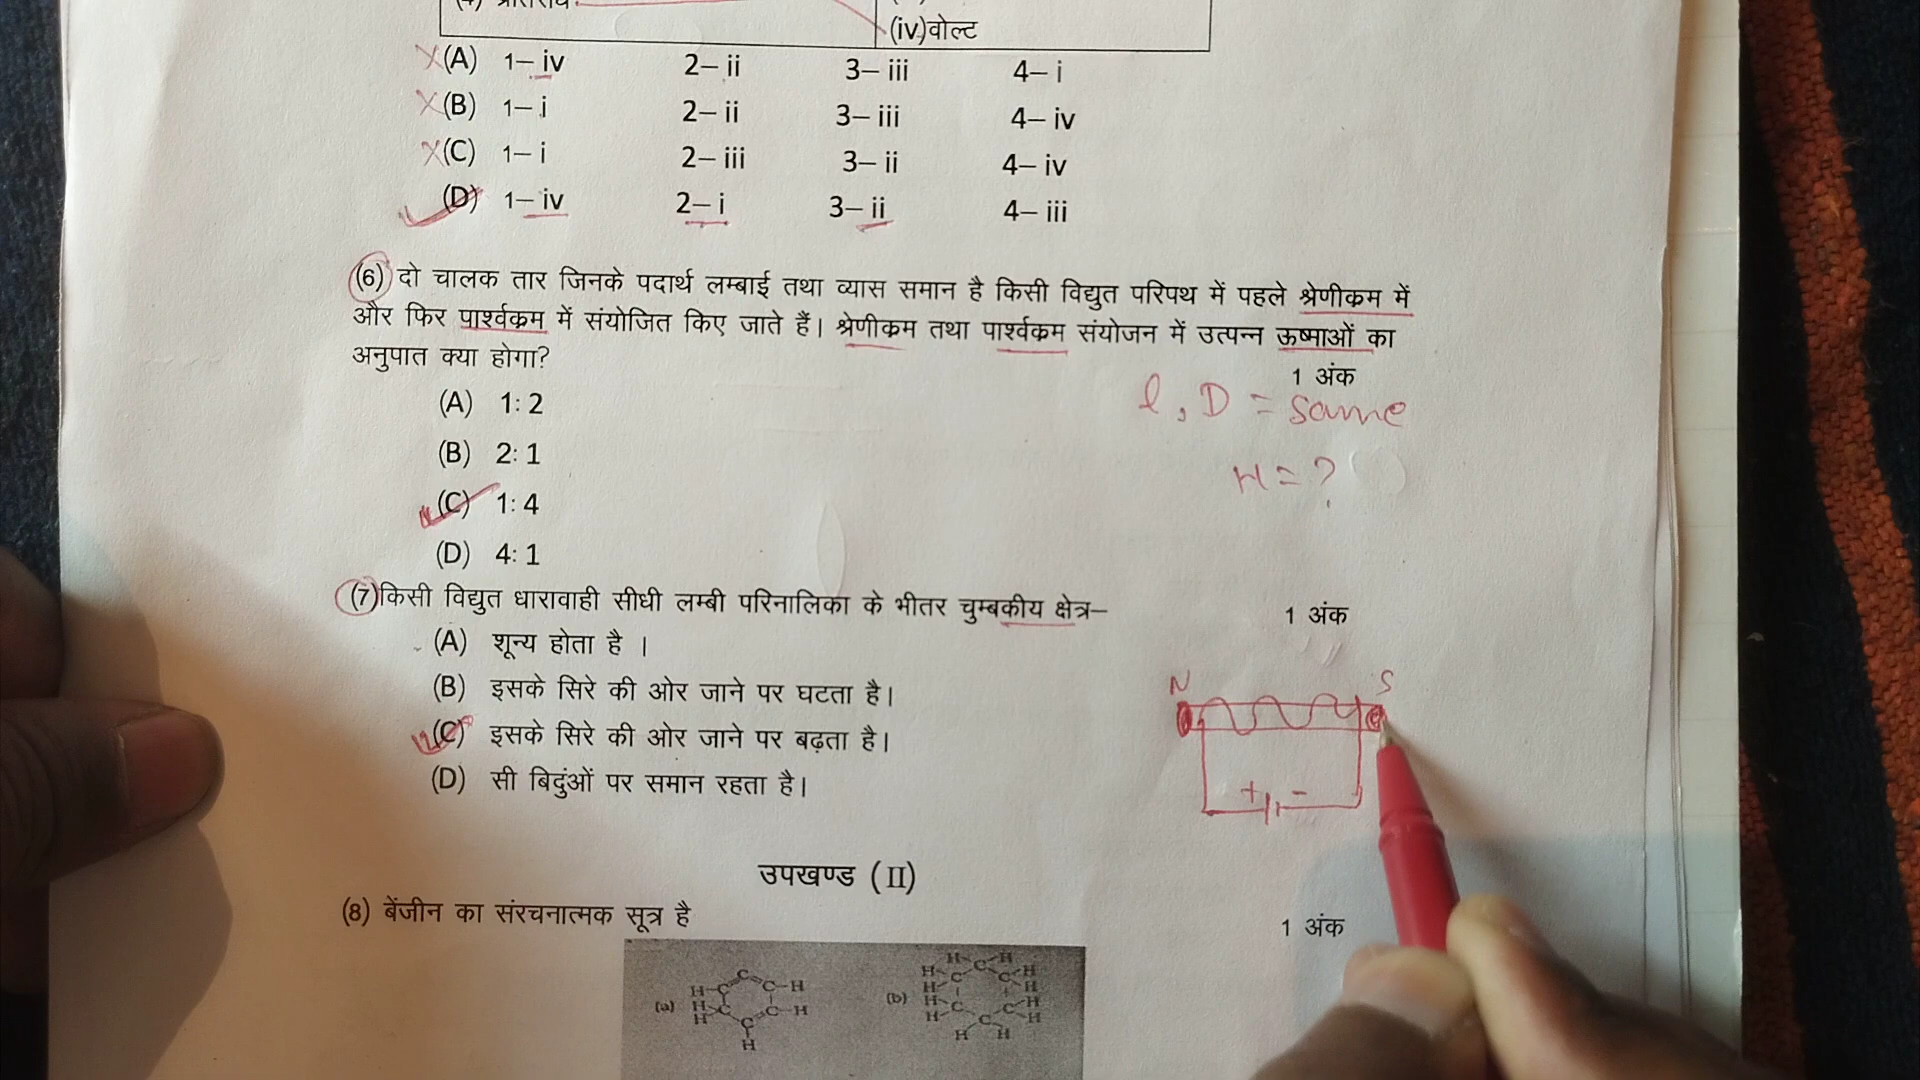 (iv)वोल्ट
(A) 1– iv 2– ii 3– iii 4– i
(B) 1– i 2– ii 3– iii 4– iv
(C) 1– i 2– iii 3– ii 4– iv
(D) 1– iv 2– i 3– ii 4– iii
(6) दो चालक तार जिनके पदार्थ लम्बाई तथा व्यास समान है किसी विद्युत परिपथ में पहले श्रेणीक्रम में
और फिर पार्श्वक्रम में संयोजित किए जाते हैं। श्रेणीक्रम तथा पार्श्वक्रम संयोजन में उत्पन्न ऊष्माओं का
अनुपात क्या होगा?
1 अंक
(A) 1: 2
l, D = same
(B) 2: 1
H = ?
(C) 1: 4
(D) 4: 1
(7)किसी विद्युत धारावाही सीधी लम्बी परिनालिका के भीतर चुम्बकीय क्षेत्र– 1 अंक
(A) शून्य होता है ।
(B) इसके सिरे की ओर जाने पर घटता है।
N S
(C) इसके सिरे की ओर जाने पर बढ़ता है।
(D) सी बिदुंओं पर समान रहता है।
+ -
उपखण्ड (II)
(8) बेंजीन का संरचनात्मक सूत्र है 1 अंक
(a) H C C C C–H H H C C–H C H
(b) H H C H H C C H H H H C C H H C H H H